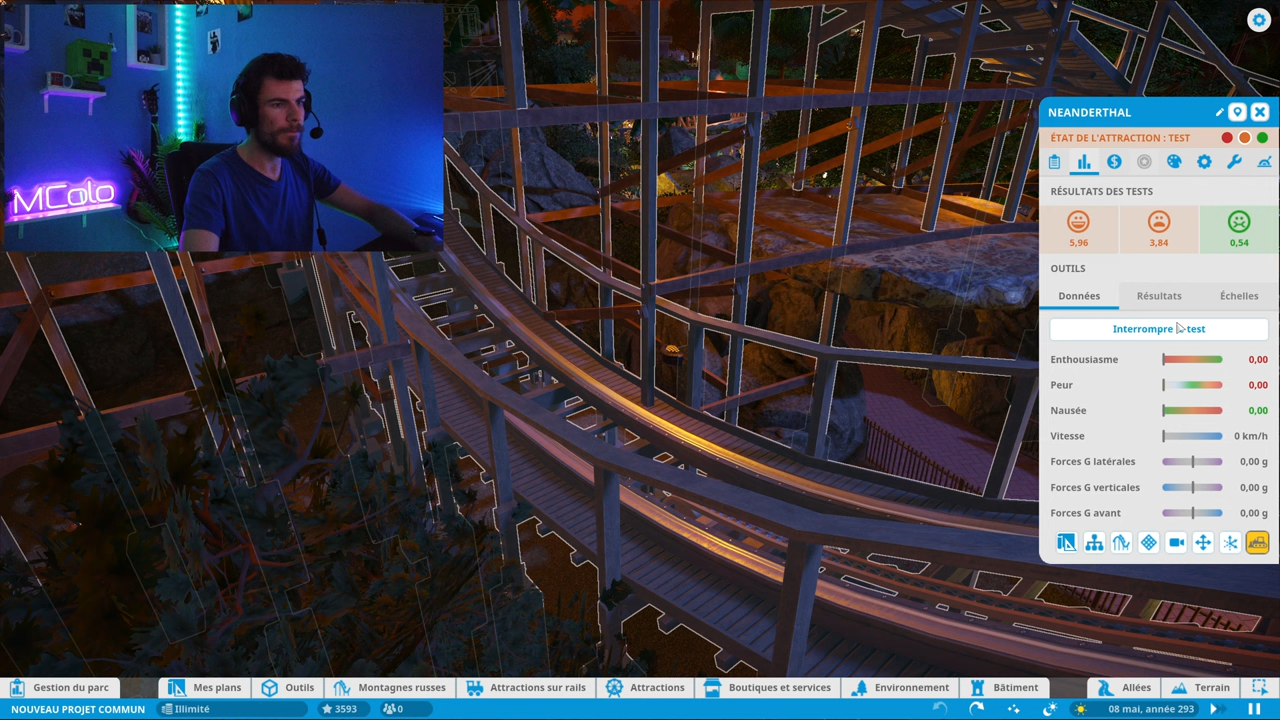 MColo
NEANDERTHAL
ÉTAT DE L'ATTRACTION : TEST
RÉSULTATS DES TESTS
5,96 3,84 0,54
OUTILS
Données Résultats Échelles
Interrompre test
Enthousiasme 0,00
Peur 0,00
Nausée 0,00
Vitesse 0 km/h
Forces G latérales 0,00 g
Forces G verticales 0,00 g
Forces G avant 0,00 g
Gestion du parc Mes plans Outils Montagnes russes Attractions sur rails Attractions Boutiques et services Environnement Bâtiment Allées Terrain
NOUVEAU PROJET COMMUN Illimité 3593 0 08 mai, année 293